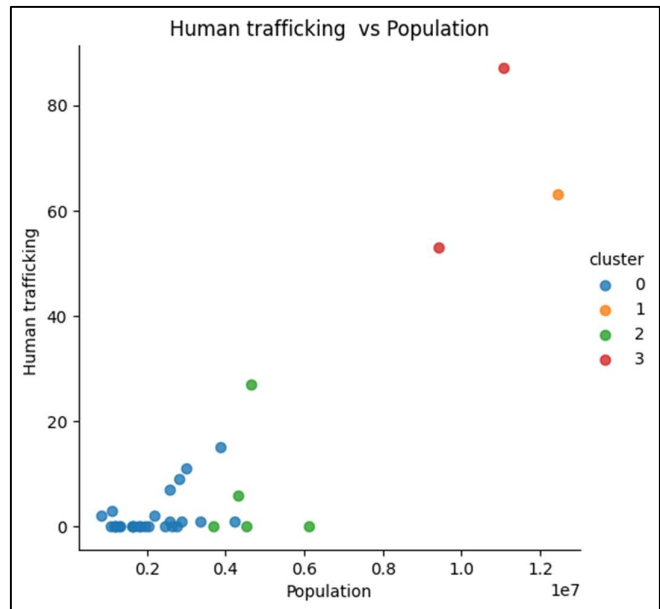 Human trafficking  vs Population
80
60
40
20
0
Human trafficking
0.2 0.4 0.6 0.8 1.0 1.2
1e7
Population
cluster
0
1
2
3